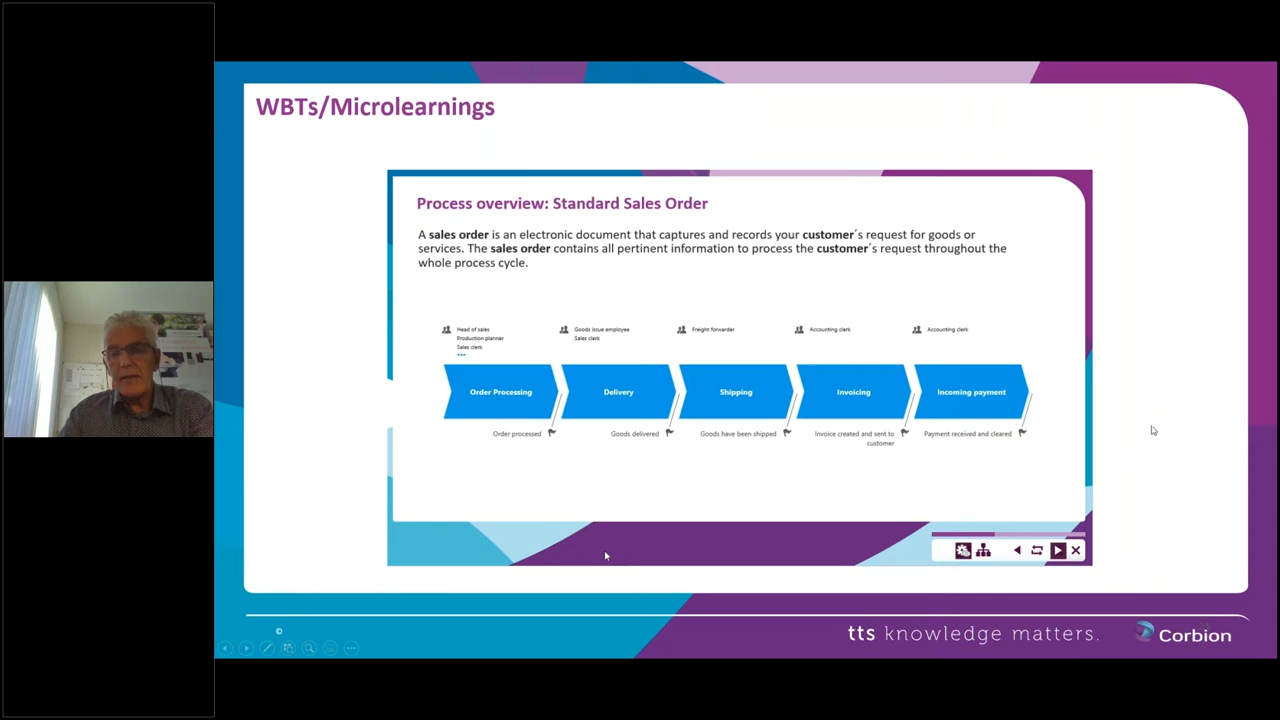 WBTs/Microlearnings
Process overview: Standard Sales Order
A sales order is an electronic document that captures and records your customer´s request for goods or
services. The sales order contains all pertinent information to process the customer´s request throughout the
whole process cycle.
Head of sales
Production planner
Sales clerk
Goods issue employee
Sales clerk
Freight forwarder
Accounting clerk
Accounting clerk
Order Processing
Delivery
Shipping
Invoicing
Incoming payment
Order processed
Goods delivered
Goods have been shipped
Invoice created and sent to
customer
Payment received and cleared
©
tts knowledge matters.
Corbion